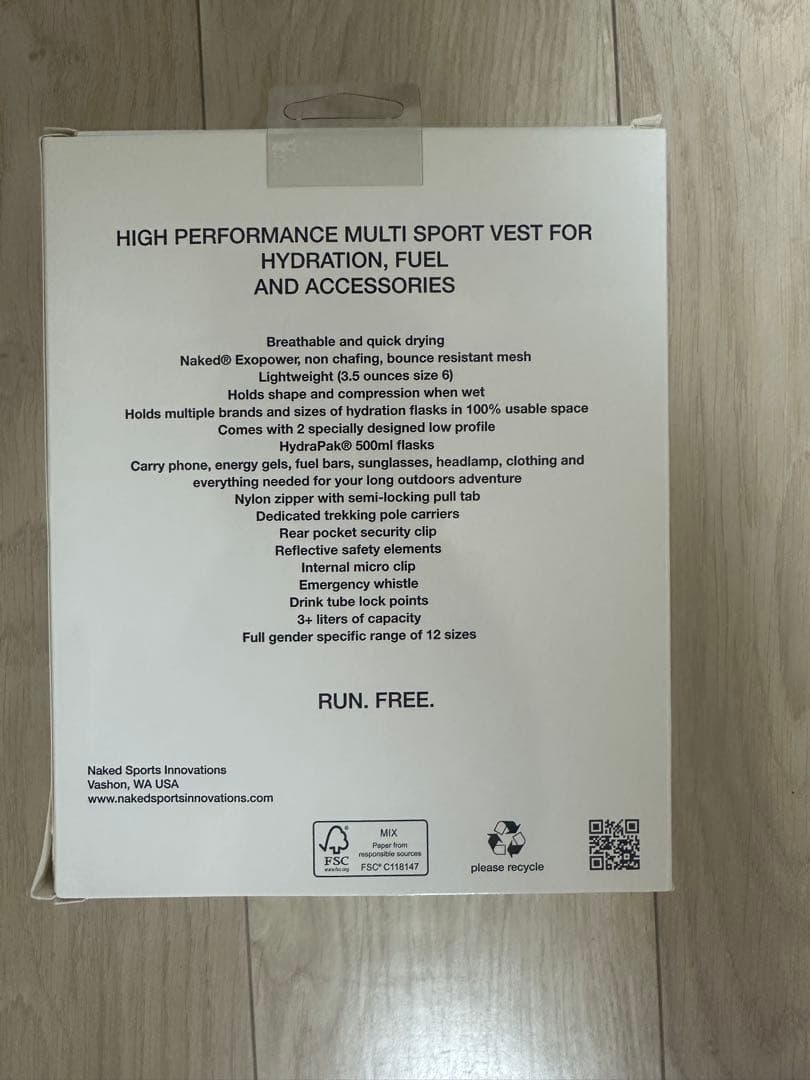 HIGH PERFORMANCE MULTI SPORT VEST FOR
HYDRATION, FUEL
AND ACCESSORIES
Breathable and quick drying
Naked® Exopower, non chafing, bounce resistant mesh
Lightweight (3.5 ounces size 6)
Holds shape and compression when wet
Holds multiple brands and sizes of hydration flasks in 100% usable space
Comes with 2 specially designed low profile
HydraPak® 500ml flasks
Carry phone, energy gels, fuel bars, sunglasses, headlamp, clothing and
everything needed for your long outdoors adventure
Nylon zipper with semi-locking pull tab
Dedicated trekking pole carriers
Rear pocket security clip
Reflective safety elements
Internal micro clip
Emergency whistle
Drink tube lock points
3+ liters of capacity
Full gender specific range of 12 sizes
RUN. FREE.
Naked Sports Innovations
Vashon, WA USA
www.nakedsportsinnovations.com
FSC
www.fsc.org
MIX
Paper from
responsible sources
FSC® C118147
please recycle